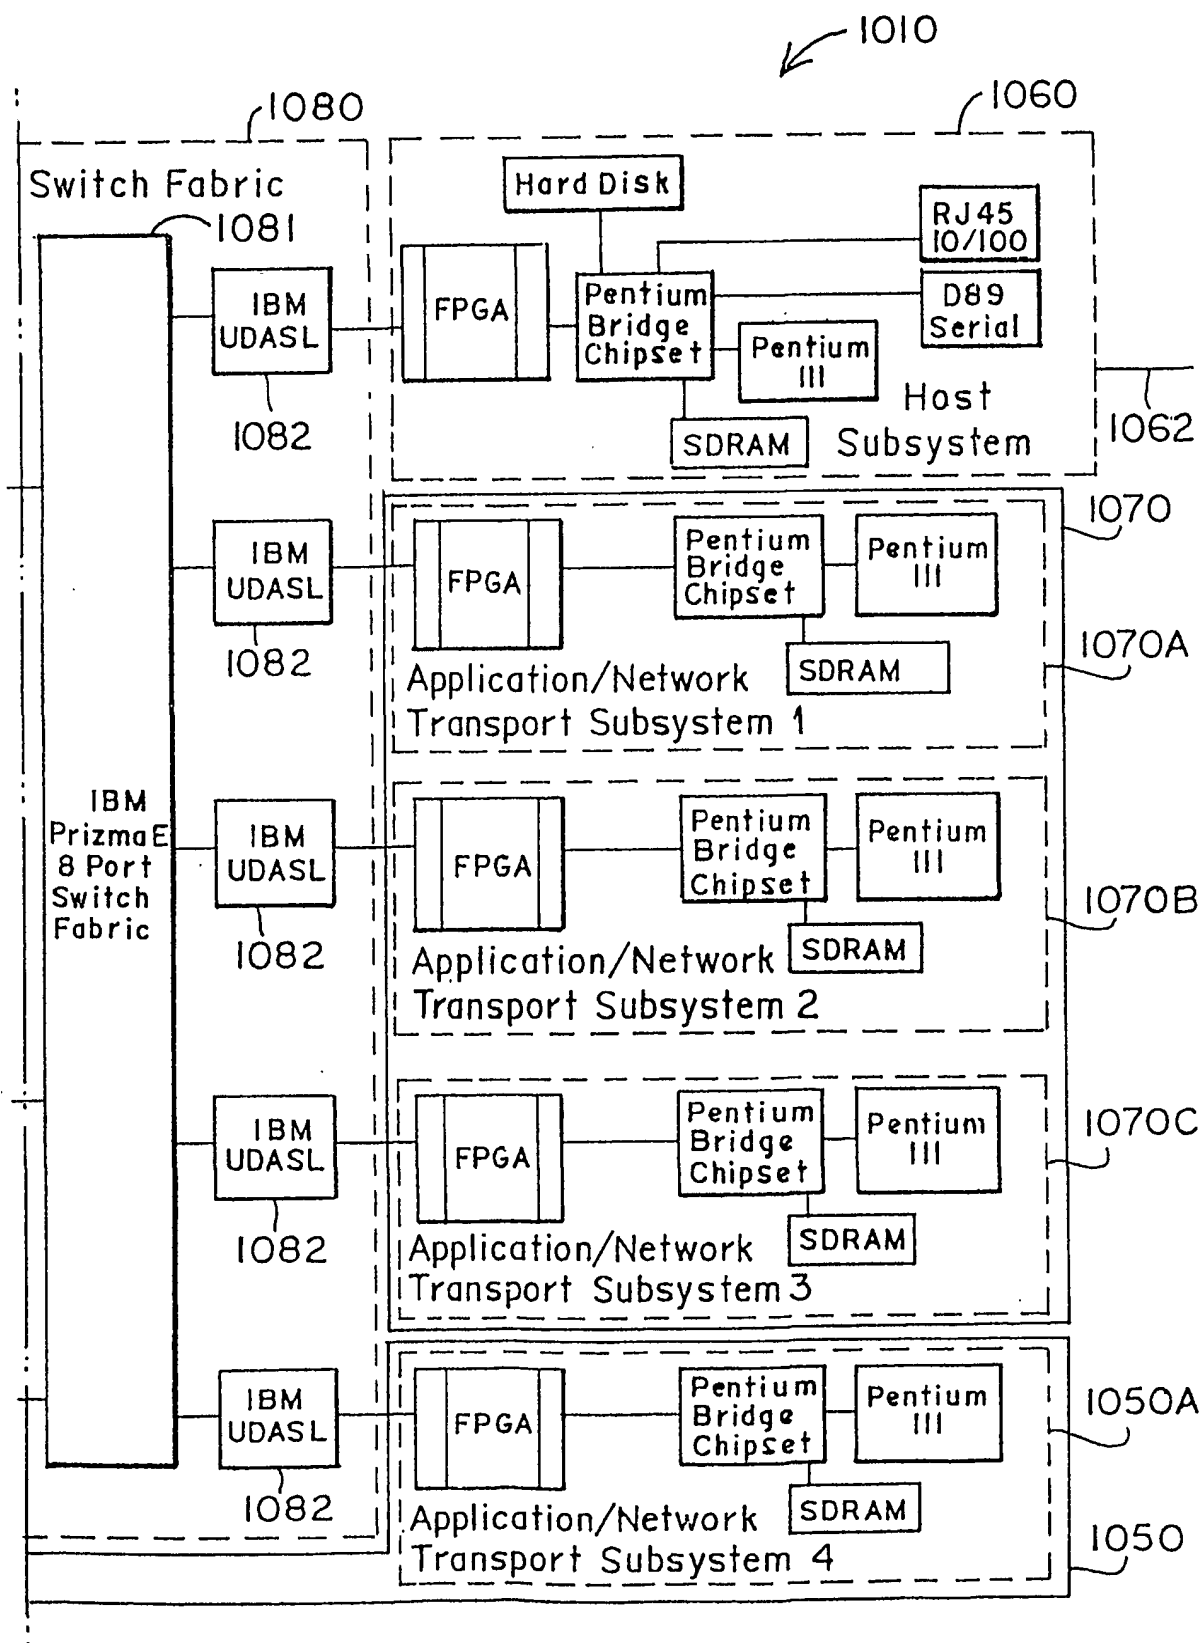 1010
1080
1060
Switch Fabric
1081
Hard Disk
RJ45
10/100
IBM
UDASL
FPGA
Pentium
Bridge
Chipset
D89
Serial
Pentium
III
Host
Subsystem
1082
SDRAM
1062
IBM
UDASL
FPGA
Pentium
Bridge
Chipset
Pentium
III
1070
1082
SDRAM
1070A
Application/Network
Transport Subsystem 1
IBM
PrizmaE
8 Port
Switch
Fabric
IBM
UDASL
FPGA
Pentium
Bridge
Chipset
Pentium
III
1070B
1082
SDRAM
Application/Network
Transport Subsystem 2
IBM
UDASL
FPGA
Pentium
Bridge
Chipset
Pentium
III
1070C
1082
SDRAM
Application/Network
Transport Subsystem 3
IBM
UDASL
FPGA
Pentium
Bridge
Chipset
Pentium
III
1050A
1082
SDRAM
Application/Network
Transport Subsystem 4
1050